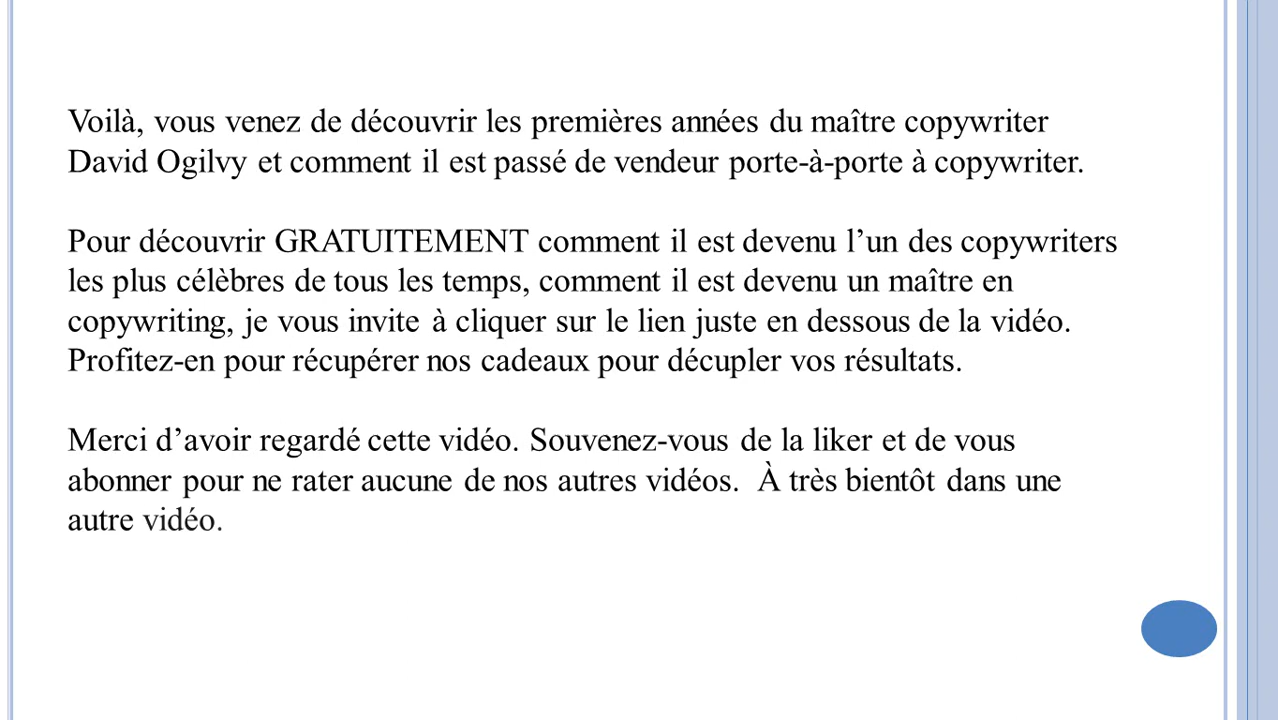 Voilà, vous venez de découvrir les premières années du maître copywriter
David Ogilvy et comment il est passé de vendeur porte-à-porte à copywriter.
Pour découvrir GRATUITEMENT comment il est devenu l’un des copywriters
les plus célèbres de tous les temps, comment il est devenu un maître en
copywriting, je vous invite à cliquer sur le lien juste en dessous de la vidéo.
Profitez-en pour récupérer nos cadeaux pour décupler vos résultats.
Merci d’avoir regardé cette vidéo. Souvenez-vous de la liker et de vous
abonner pour ne rater aucune de nos autres vidéos.  À très bientôt dans une
autre vidéo.